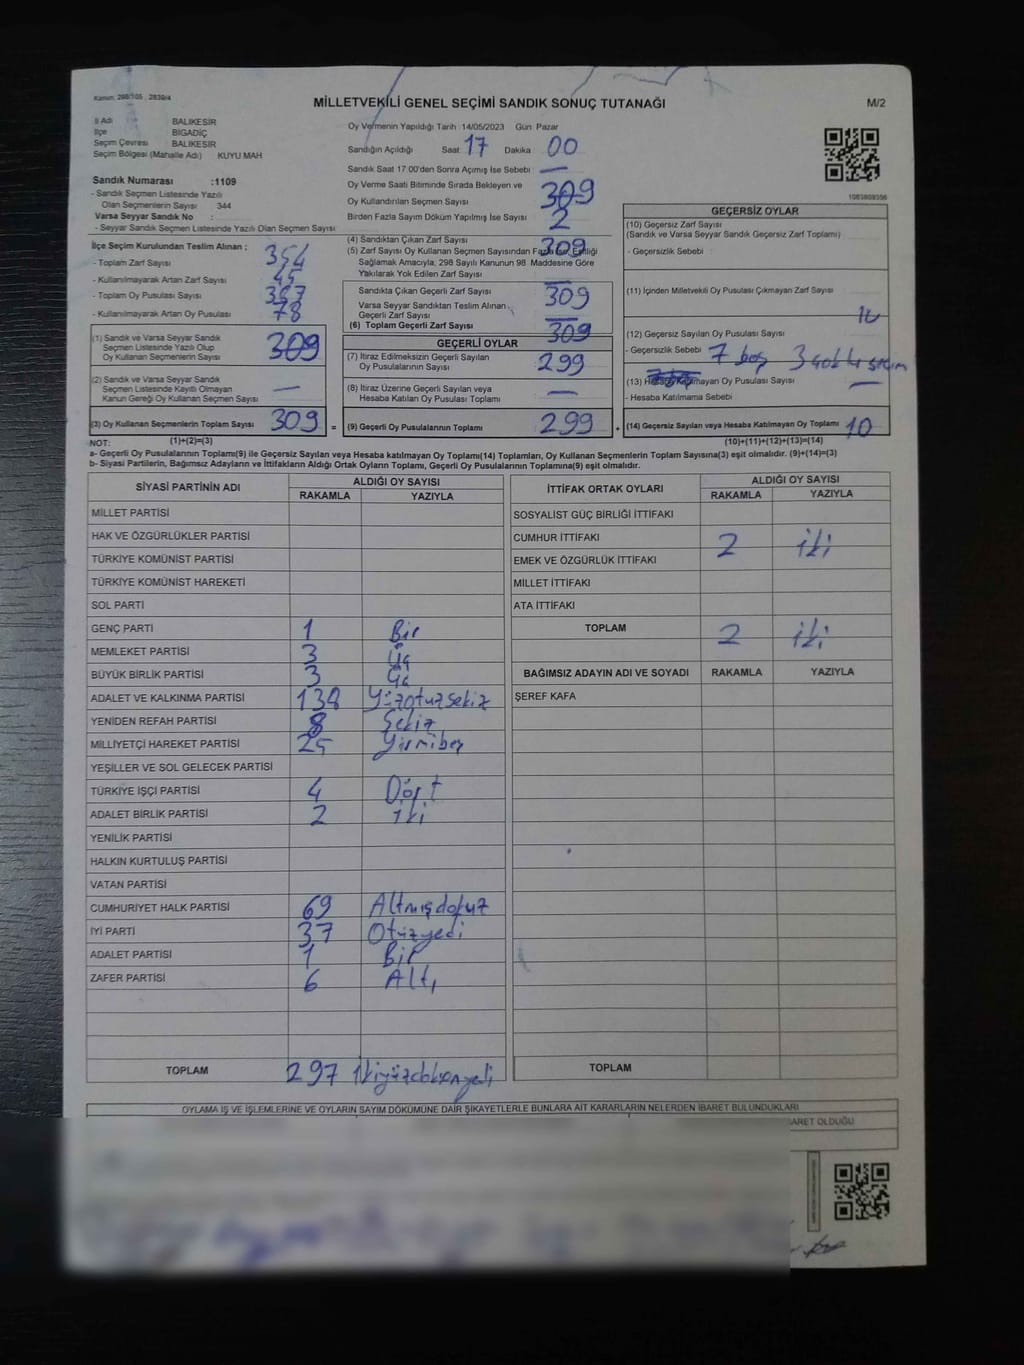 Kanun: 298/105 , 2839/4
MİLLETVEKİLİ GENEL SEÇİMİ SANDIK SONUÇ TUTANAĞI
M/2
İl Adı BALIKESİR
İlçe BİGADİÇ
Seçim Çevresi BALIKESİR
Seçim Bölgesi (Mahalle Adı) KUYU MAH
Sandık Numarası :1109
- Sandık Seçmen Listesinde Yazılı
Olan Seçmenlerin Sayısı 344
Varsa Seyyar Sandık No :
- Seyyar Sandık Seçmen Listesinde Yazılı Olan Seçmen Sayısı
İlçe Seçim Kurulundan Teslim Alınan ;
- Toplam Zarf Sayısı 354
- Kullanılmayarak Artan Zarf Sayısı 45
- Toplam Oy Pusulası Sayısı
- Kullanılmayarak Artan Oy Pusulası 78
(1) Sandık ve Varsa Seyyar Sandık
Seçmen Listesinde Yazılı Olup
Oy Kullanan Seçmenlerin Sayısı 309
(2) Sandık ve Varsa Seyyar Sandık
Seçmen Listesinde Kayıtlı Olmayan
Kanun Gereği Oy Kullanan Seçmen Sayısı —
(3) Oy Kullanan Seçmenlerin Toplam Sayısı 309 =
Oy Vermenin Yapıldığı Tarih :14/05/2023 Gün: Pazar
Sandığın Açıldığı Saat: 17 Dakika 00
Sandık Saat 17.00'den Sonra Açımış İse Sebebi —
Oy Verme Saati Bitiminde Sırada Bekleyen ve
Oy Kullandırılan Seçmen Sayısı 309
Birden Fazla Sayım Döküm Yapılmış İse Sayısı 2
(4) Sandıktan Çıkan Zarf Sayısı 309
(5) Zarf Sayısı Oy Kullanan Seçmen Sayısından Fazla ise, Eşitliği
Sağlamak Amacıyla, 298 Sayılı Kanunun 98. Maddesine Göre
Yakılarak Yok Edilen Zarf Sayısı —
Sandıkta Çıkan Geçerli Zarf Sayısı 309
Varsa Seyyar Sandıktan Teslim Alınan
Geçerli Zarf Sayısı —
(6) Toplam Geçerli Zarf Sayısı 309
GEÇERLİ OYLAR
(7) İtiraz Edilmeksizin Geçerli Sayılan
Oy Pusulalarının Sayısı 299
(8) İtiraz Üzerine Geçerli Sayılan veya
Hesaba Katılan Oy Pusulası Toplamı —
(9) Geçerli Oy Pusulalarının Toplamı 299 +
1083809356
GEÇERSİZ OYLAR
(10) Geçersiz Zarf Sayısı
(Sandık ve Varsa Seyyar Sandık Geçersiz Zarf Toplamı)
- Geçersizlik Sebebi :
(11) İçinden Milletvekili Oy Pusulası Çıkmayan Zarf Sayısı
(12) Geçersiz Sayılan Oy Pusulası Sayısı
- Geçersizlik Sebebi 7 boş 3
(13) Hesaba Katılmayan Oy Pusulası Sayısı —
- Hesaba Katılmama Sebebi
(14) Geçersiz Sayılan veya Hesaba Katılmayan Oy Toplamı 10
NOT: (1)+(2)=(3) (10)+(11)+(12)+(13)=(14)
a- Geçerli Oy Pusulalarının Toplamı(9) ile Geçersiz Sayılan veya Hesaba katılmayan Oy Toplamı(14) Toplamları, Oy Kullanan Seçmenlerin Toplam Sayısına(3) eşit olmalıdır. (9)+(14)=(3)
b- Siyasi Partilerin, Bağımsız Adayların ve İttifakların Aldığı Ortak Oyların Toplamı, Geçerli Oy Pusulalarının Toplamına(9) eşit olmalıdır.
SİYASİ PARTİNİN ADI ALDIĞI OY SAYISI
RAKAMLA YAZIYLA
MİLLET PARTİSİ
HAK VE ÖZGÜRLÜKLER PARTİSİ
TÜRKİYE KOMÜNİST PARTİSİ
TÜRKİYE KOMÜNİST HAREKETİ
SOL PARTİ
GENÇ PARTİ 1 Bir
MEMLEKET PARTİSİ 3 Üç
BÜYÜK BİRLİK PARTİSİ 3 Üç
ADALET VE KALKINMA PARTİSİ 138 Yüzotuzsekiz
YENİDEN REFAH PARTİSİ 8 Sekiz
MİLLİYETÇİ HAREKET PARTİSİ 25 Yirmibeş
YEŞİLLER VE SOL GELECEK PARTİSİ
TÜRKİYE İŞÇİ PARTİSİ 4 Dört
ADALET BİRLİK PARTİSİ 2 iki
YENİLİK PARTİSİ
HALKIN KURTULUŞ PARTİSİ
VATAN PARTİSİ
CUMHURİYET HALK PARTİSİ 69 Altmışdokuz
İYİ PARTİ 37 Otuzyedi
ADALET PARTİSİ 1 Bir
ZAFER PARTİSİ 6 Altı
TOPLAM 297 ikiyüzdoksanyedi
İTTİFAK ORTAK OYLARI ALDIĞI OY SAYISI
RAKAMLA YAZIYLA
SOSYALİST GÜÇ BİRLİĞİ İTTİFAKI
CUMHUR İTTİFAKI 2 iki
EMEK VE ÖZGÜRLÜK İTTİFAKI
MİLLET İTTİFAKI
ATA İTTİFAKI
TOPLAM 2 iki
BAĞIMSIZ ADAYIN ADI VE SOYADI RAKAMLA YAZIYLA
ŞEREF KAFA
TOPLAM
OYLAMA İŞ VE İŞLEMLERİNE VE OYLARIN SAYIM DÖKÜMÜNE DAİR ŞİKAYETLERLE BUNLARA AİT KARARLARIN NELERDEN İBARET BULUNDUKLARI
OLDUĞU